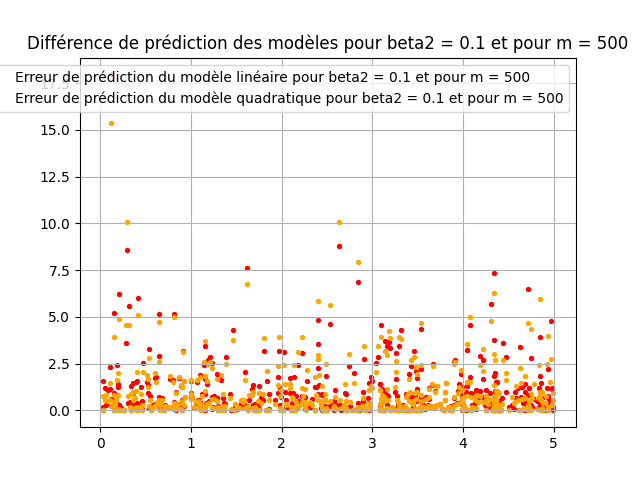 Différence de prédiction des modèles pour beta2 = 0.1 et pour m = 500
Erreur de prédiction du modèle linéaire pour beta2 = 0.1 et pour m = 500
Erreur de prédiction du modèle quadratique pour beta2 = 0.1 et pour m = 500
17.5
15.0
12.5
10.0
7.5
5.0
2.5
0.0
0 1 2 3 4 5